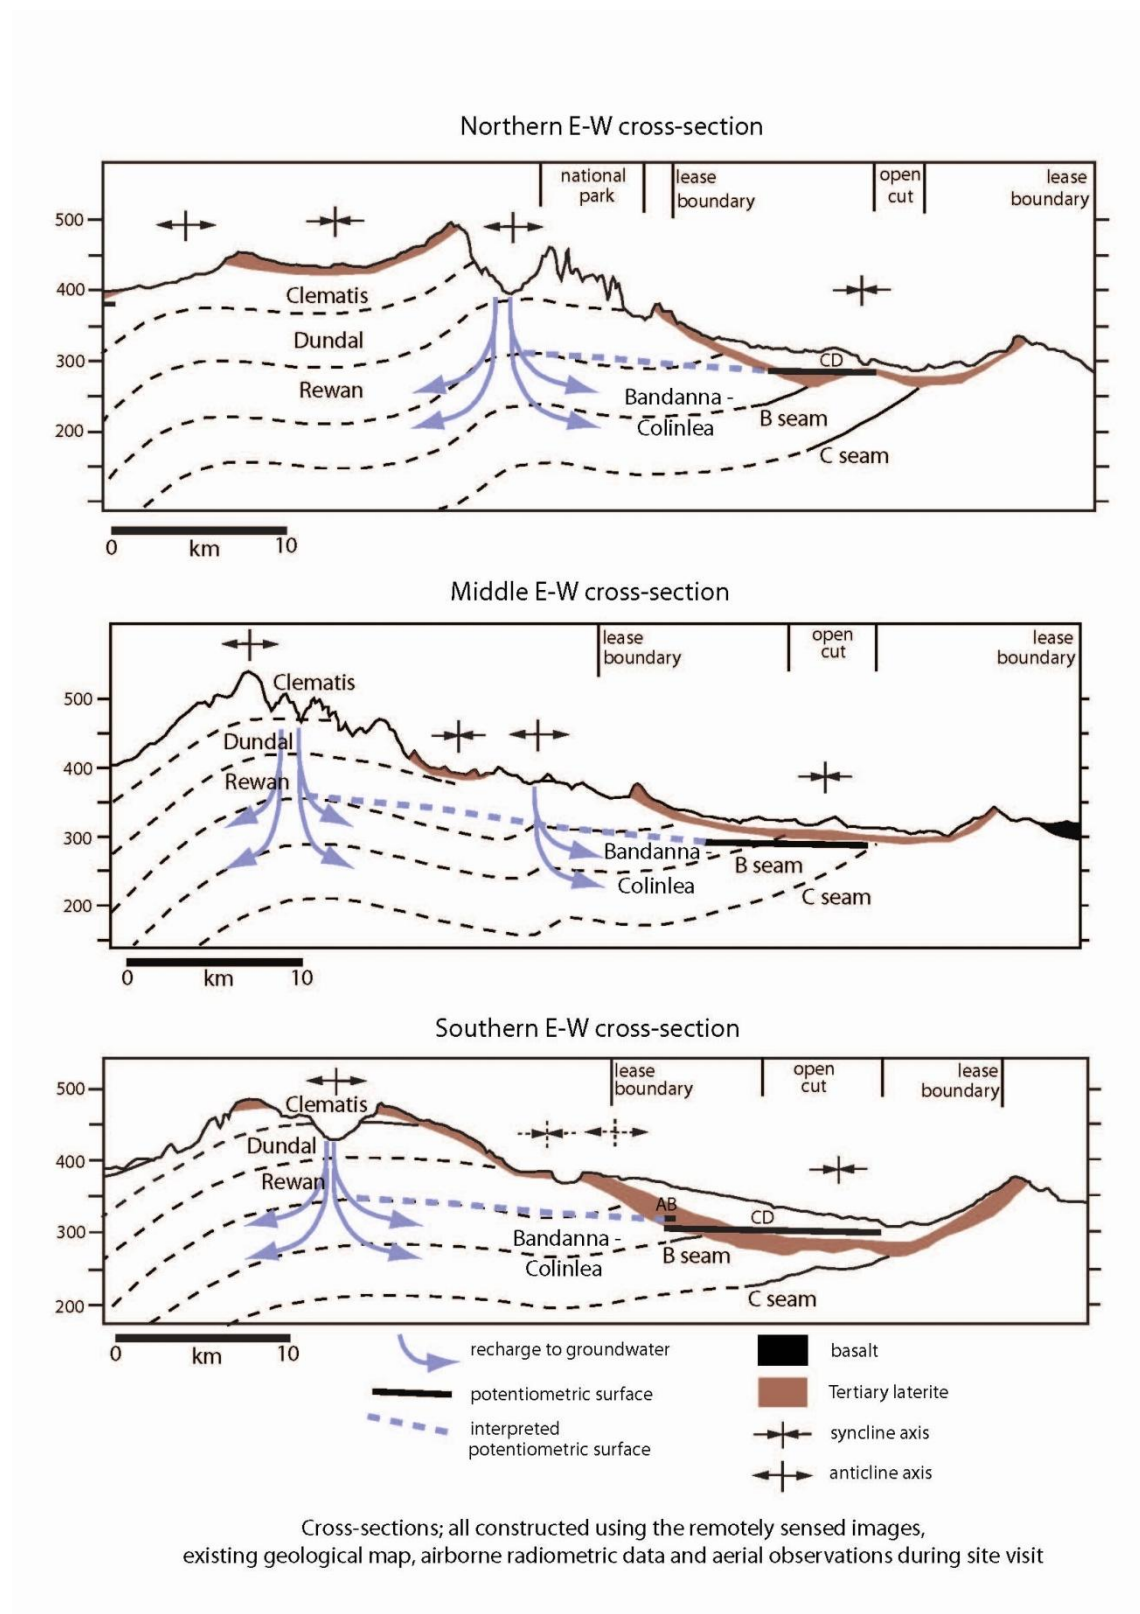 Northern E-W cross-section
national
park
lease
boundary
open
cut
lease
boundary
500
400
300
200
Clematis
Dundal
Rewan
CD
Bandanna -
Colinlea
B seam
C seam
0 10
km
Middle E-W cross-section
lease
boundary
open
cut
lease
boundary
500
400
300
200
Clematis
Dundal
Rewan
Bandanna -
Colinlea
B seam
C seam
0 10
km
Southern E-W cross-section
lease
boundary
open
cut
lease
boundary
500
400
300
200
Clematis
Dundal
Rewan
AB
CD
Bandanna -
Colinlea
B seam
C seam
0 10
km
recharge to groundwater
potentiometric surface
interpreted
potentiometric surface
basalt
Tertiary laterite
syncline axis
anticline axis
Cross-sections; all constructed using the remotely sensed images,
existing geological map, airborne radiometric data and aerial observations during site visit